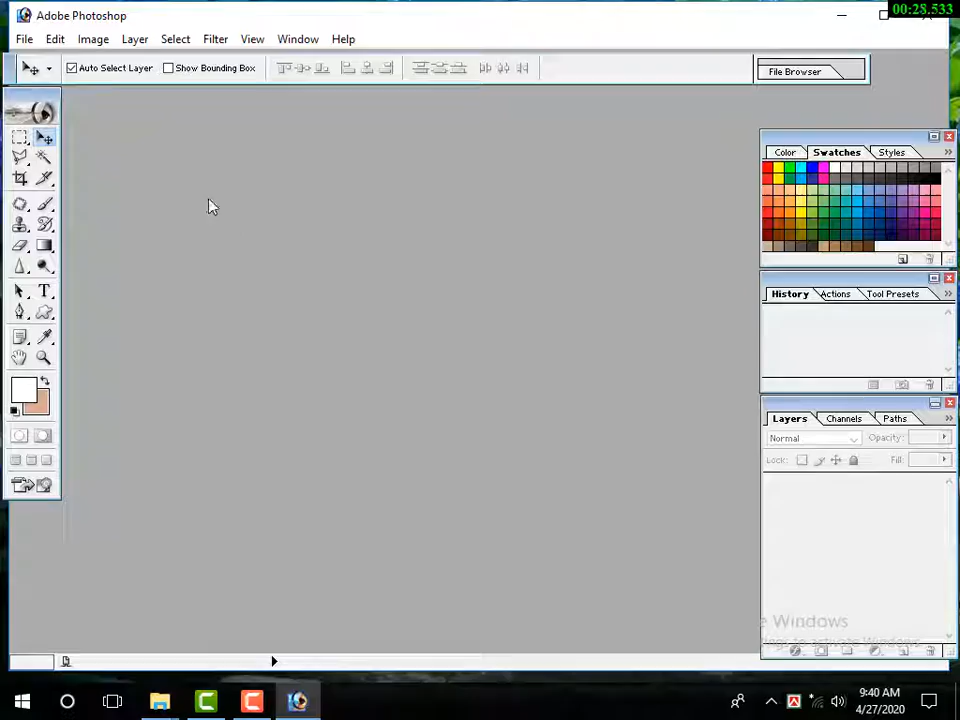 00:28.533
Adobe Photoshop
File Edit Image Layer Select Filter View Window Help
Auto Select Layer Show Bounding Box File Browser
Color Swatches Styles
History Actions Tool Presets
Layers Channels Paths
Normal Opacity:
Lock: Fill:
e Windows
9:40 AM
4/27/2020